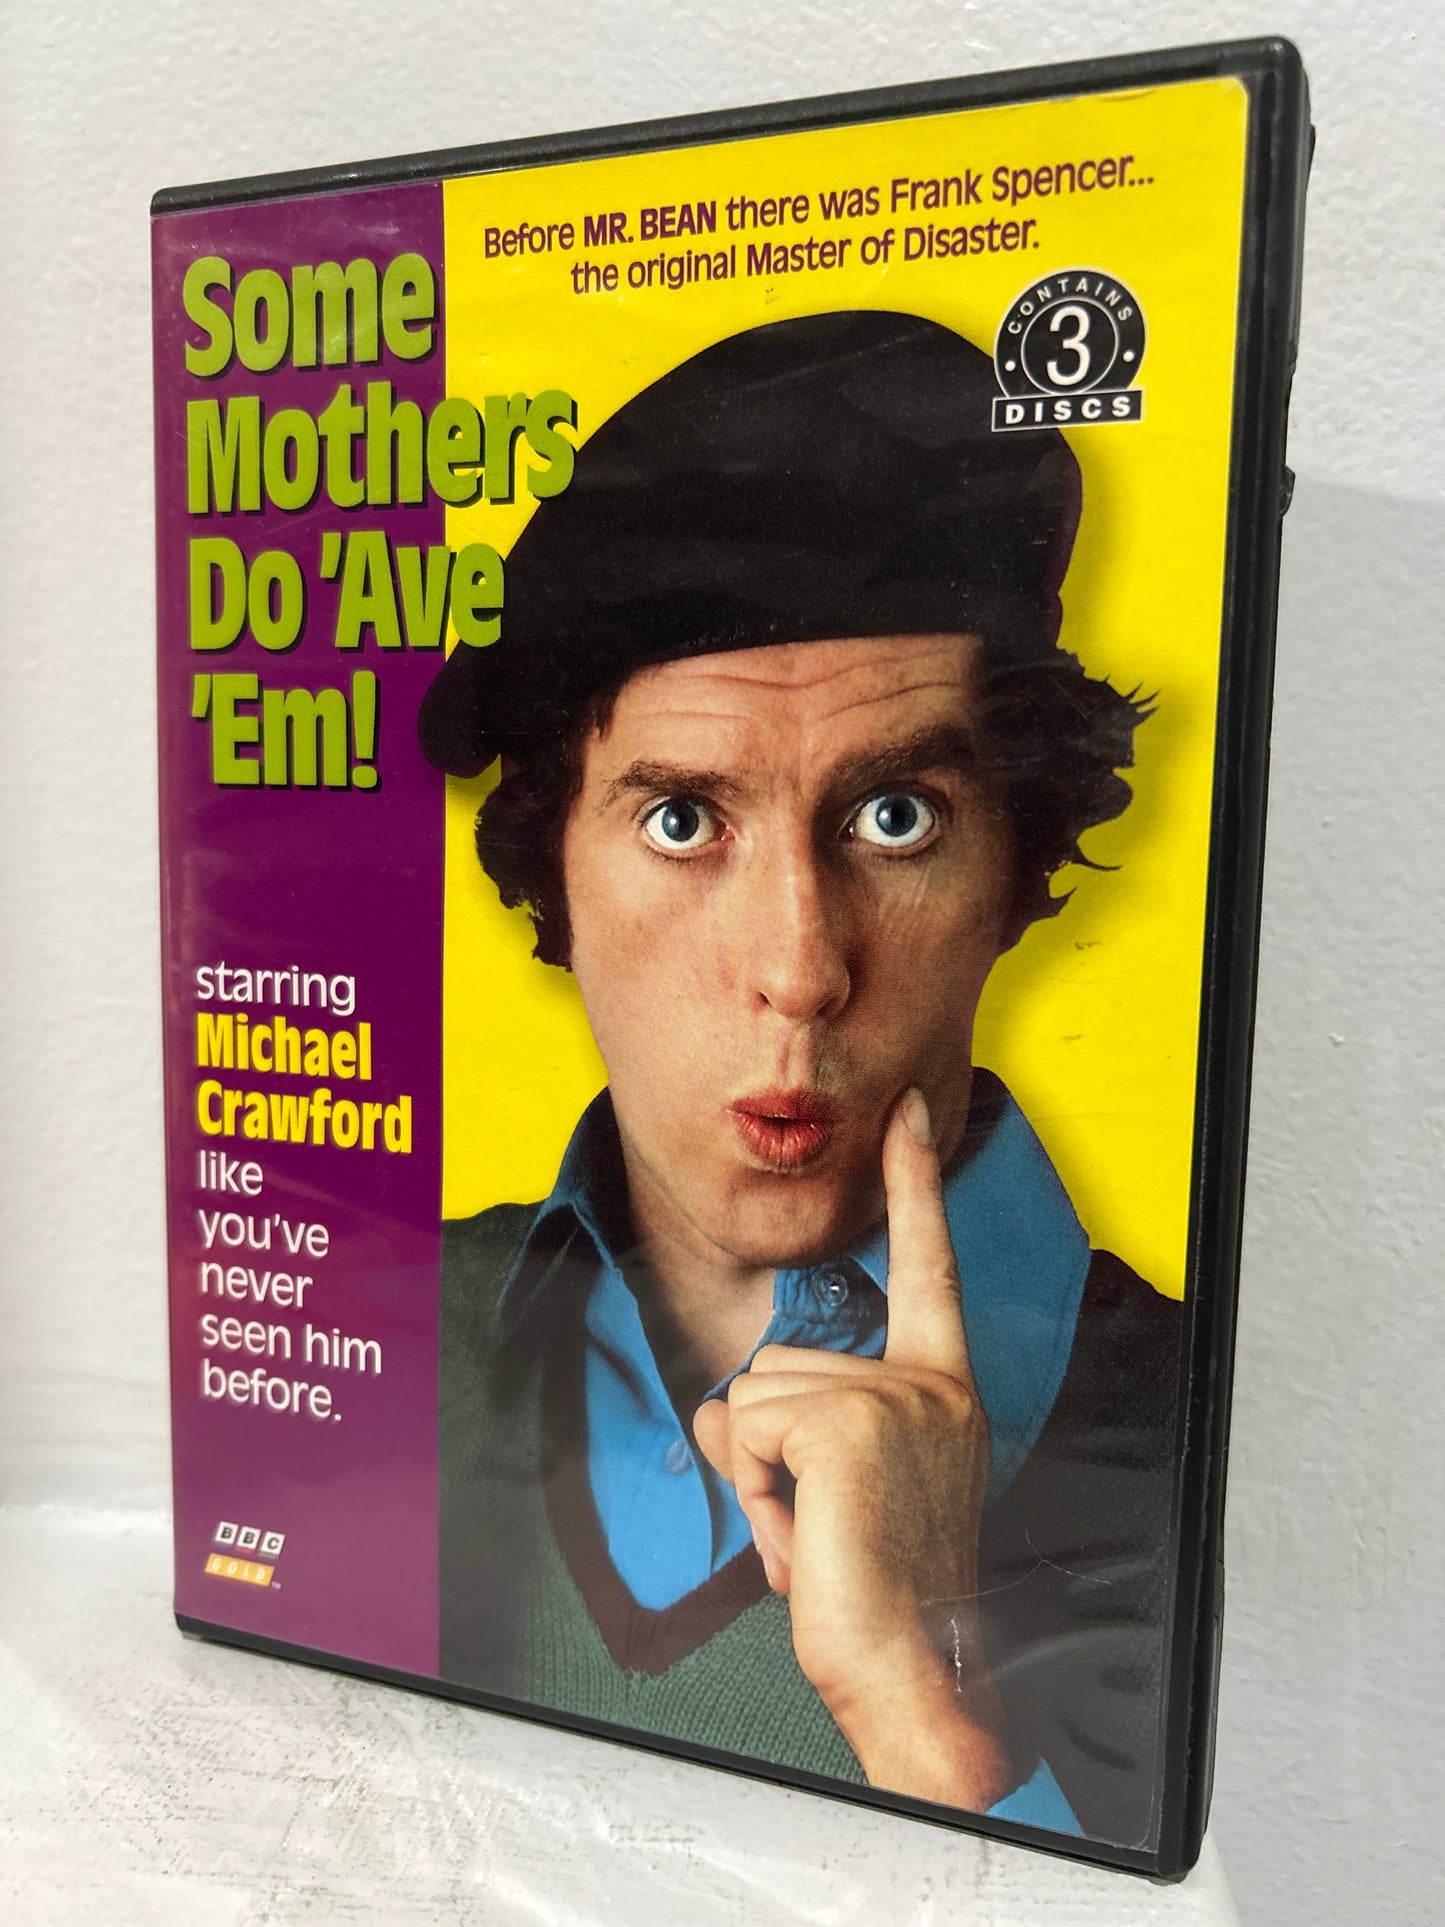 Before MR. BEAN there was Frank Spencer...
the original Master of Disaster.
CONTAINS
3
DISCS
Some
Mothers
Do 'Ave
'Em!
starring
Michael
Crawford
like
you've
never
seen him
before.
BBC
GOLD™